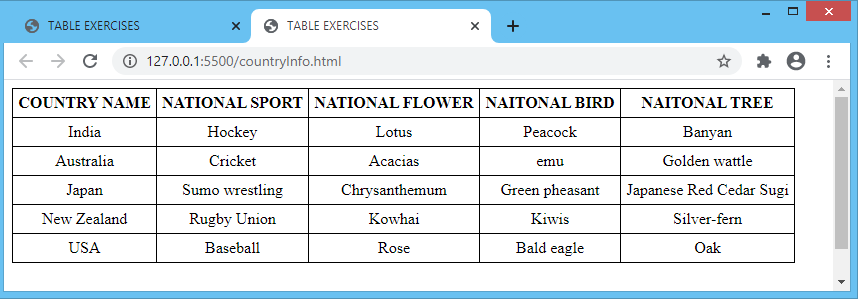 TABLE EXERCISES TABLE EXERCISES
127.0.0.1:5500/countryInfo.html
COUNTRY NAME NATIONAL SPORT NATIONAL FLOWER NAITONAL BIRD NAITONAL TREE
India Hockey Lotus Peacock Banyan
Australia Cricket Acacias emu Golden wattle
Japan Sumo wrestling Chrysanthemum Green pheasant Japanese Red Cedar Sugi
New Zealand Rugby Union Kowhai Kiwis Silver-fern
USA Baseball Rose Bald eagle Oak